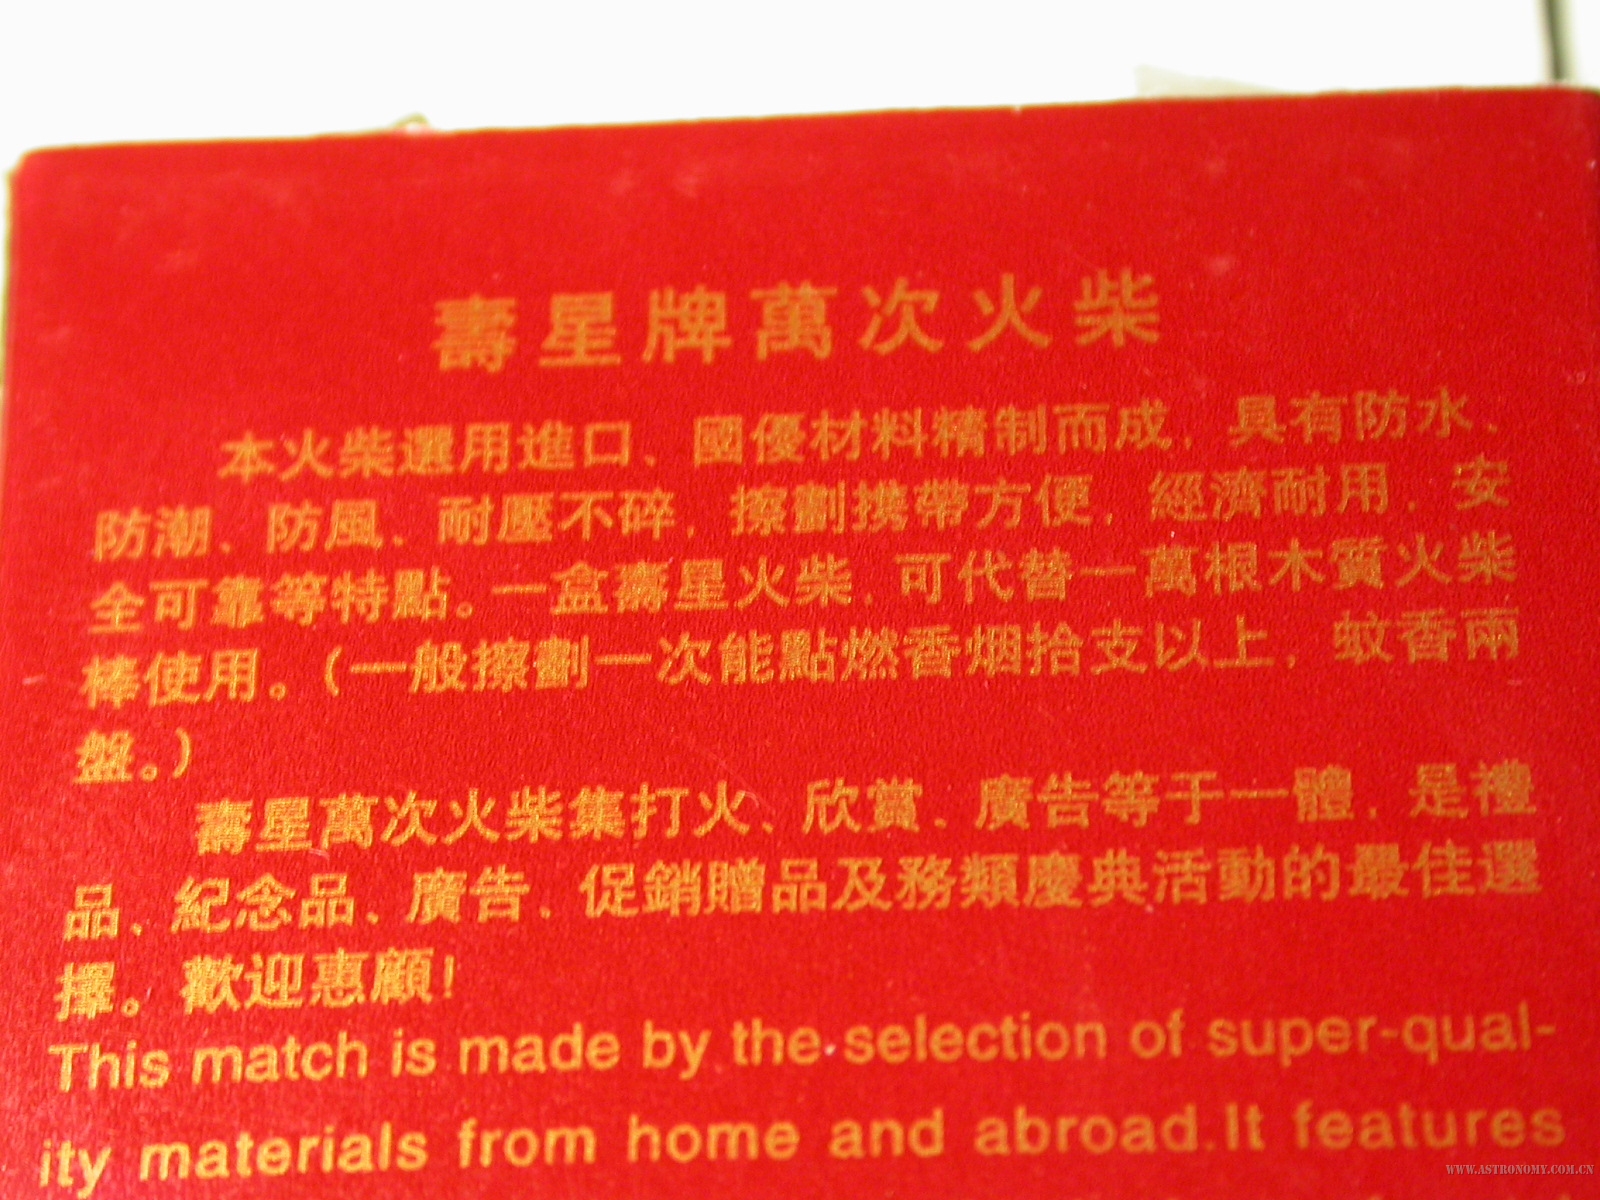 壽星牌萬次火柴
本火柴選用進口、國優材料精制而成，具有防水、
防潮、防風、耐壓不碎，擦劃携帶方便，經濟耐用，安
全可靠等特點。一盒壽星火柴，可代替一萬根木質火柴
棒使用。(一般擦劃一次能點燃香烟拾支以上，蚊香兩
盤。)
壽星萬次火柴集打火、欣賞、廣告等于一體，是禮
品、紀念品、廣告、促銷贈品及務類慶典活動的最佳選
擇。歡迎惠顧!
This match is made by the selection of super-qual-
ity materials from home and abroad.It features
WWW.ASTRONOMY.COM.CN